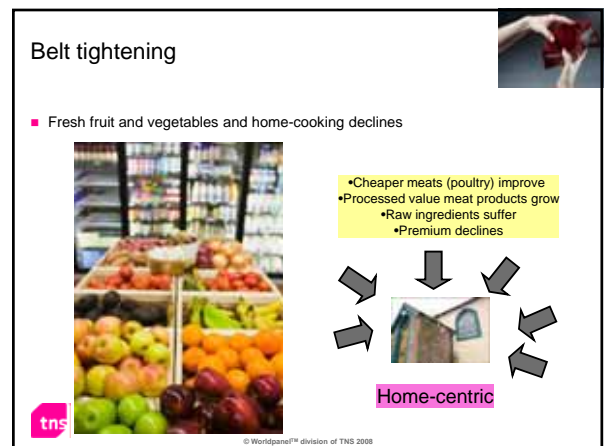 Belt tightening
Fresh fruit and vegetables and home-cooking declines
•Cheaper meats (poultry) improve
•Processed value meat products grow
•Raw ingredients suffer
•Premium declines
Home-centric
tns
© Worldpanel™ division of TNS 2008